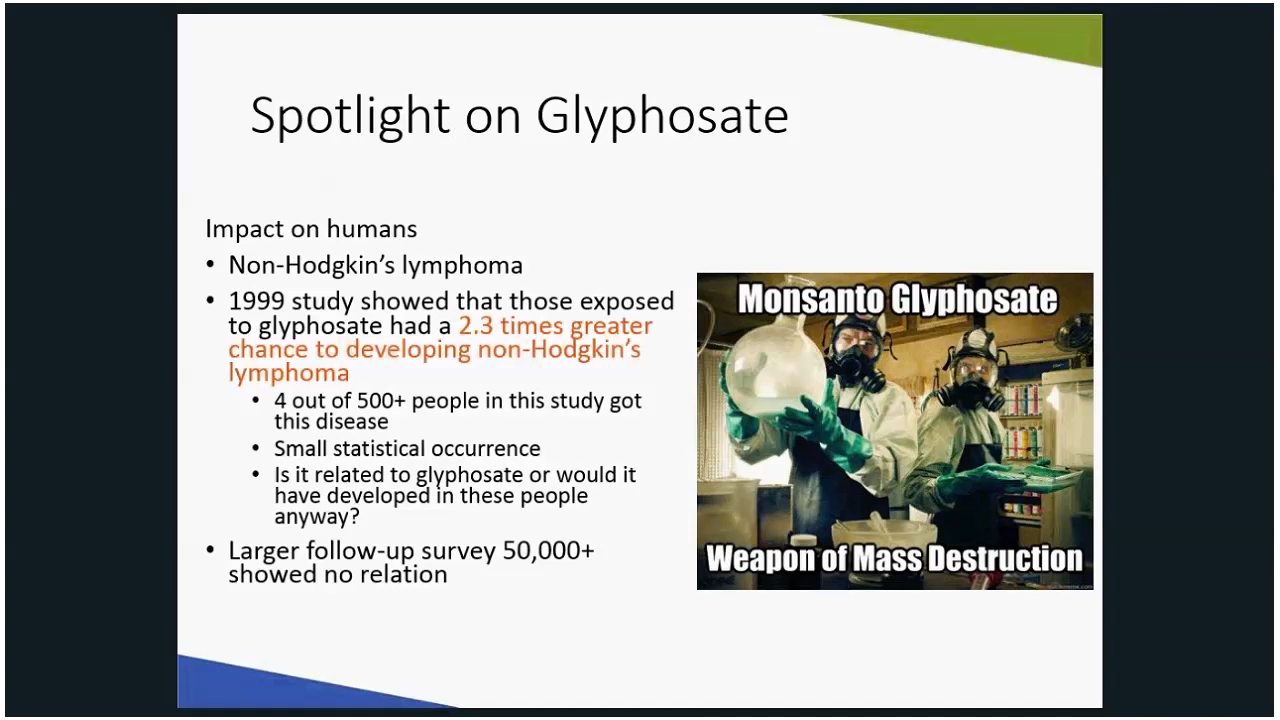 Spotlight on Glyphosate
Impact on humans
• Non-Hodgkin's lymphoma
• 1999 study showed that those exposed
to glyphosate had a 2.3 times greater
chance to developing non-Hodgkin's
lymphoma
• 4 out of 500+ people in this study got
this disease
• Small statistical occurrence
• Is it related to glyphosate or would it
have developed in these people
anyway?
• Larger follow-up survey 50,000+
showed no relation
Monsanto Glyphosate
Weapon of Mass Destruction